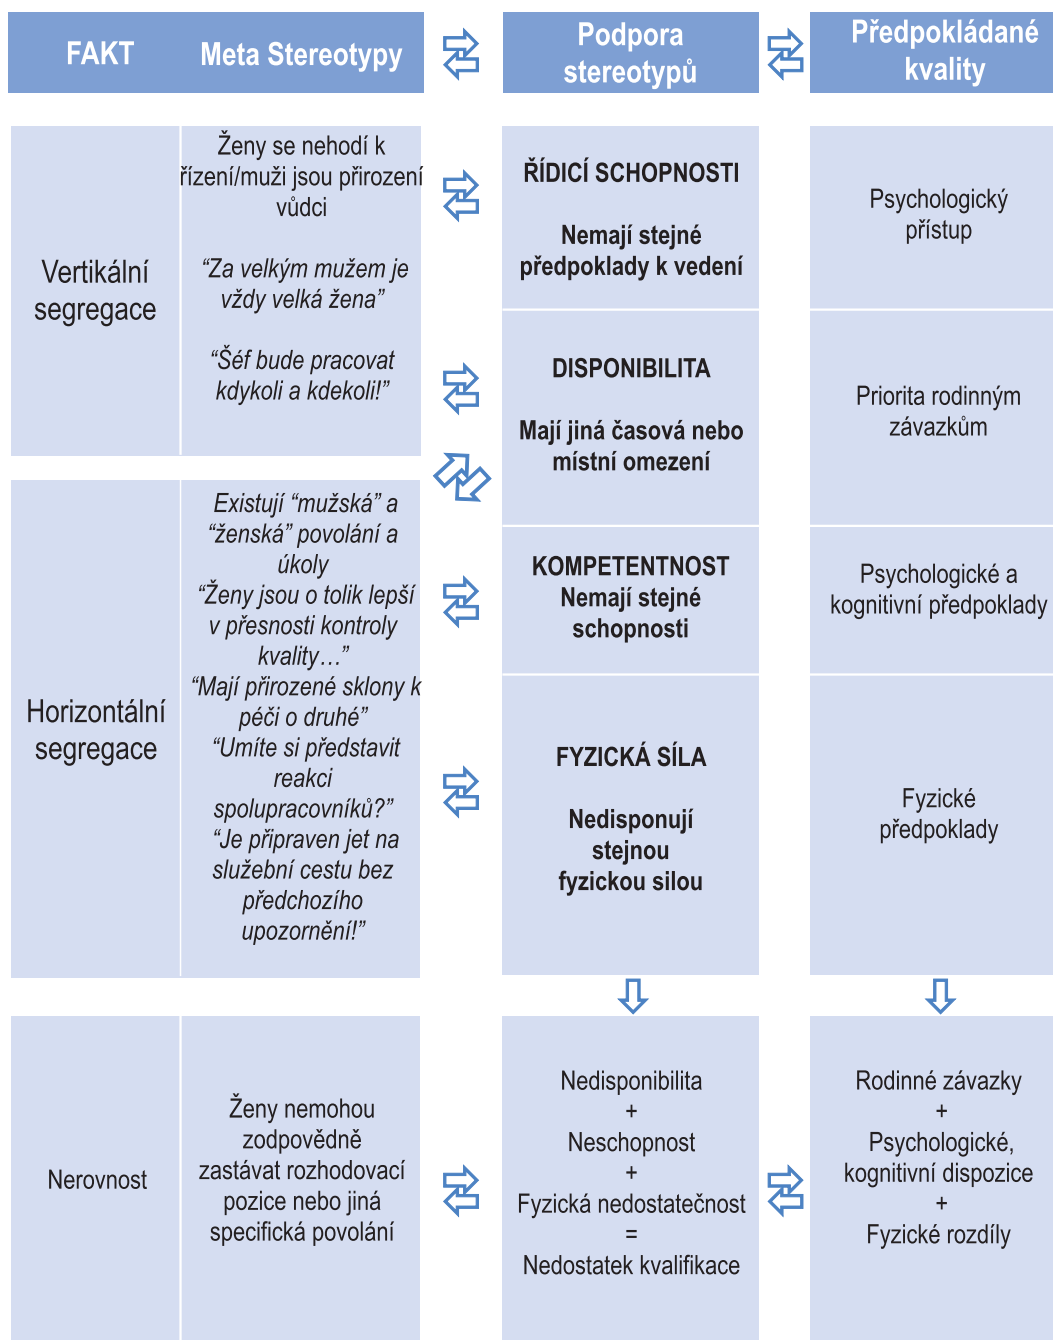 FAKT
Meta Stereotypy
Podpora
stereotypů
Předpokládané
kvality
Vertikální
segregace
Ženy se nehodí k
řízení/muži jsou přirození
vůdci
“Za velkým mužem je
vždy velká žena”
“Šéf bude pracovat
kdykoli a kdekoli!”
ŘÍDICÍ SCHOPNOSTI
Nemají stejné
předpoklady k vedení
Psychologický
přístup
DISPONIBILITA
Mají jiná časová nebo
místní omezení
Priorita rodinným
závazkům
Horizontální
segregace
Existují “mužská” a
“ženská” povolání a
úkoly
“Ženy jsou o tolik lepší
v přesnosti kontroly
kvality…”
“Mají přirozené sklony k
péči o druhé”
“Umíte si představit
reakci
spolupracovníků?”
“Je připraven jet na
služební cestu bez
předchozího
upozornění!”
KOMPETENTNOST
Nemají stejné
schopnosti
Psychologické a
kognitivní předpoklady
FYZICKÁ SÍLA
Nedisponují
stejnou
fyzickou silou
Fyzické
předpoklady
Nerovnost
Ženy nemohou
zodpovědně
zastávat rozhodovací
pozice nebo jiná
specifická povolání
Nedisponibilita
+
Neschopnost
+
Fyzická nedostatečnost
=
Nedostatek kvalifikace
Rodinné závazky
+
Psychologické,
kognitivní dispozice
+
Fyzické rozdíly